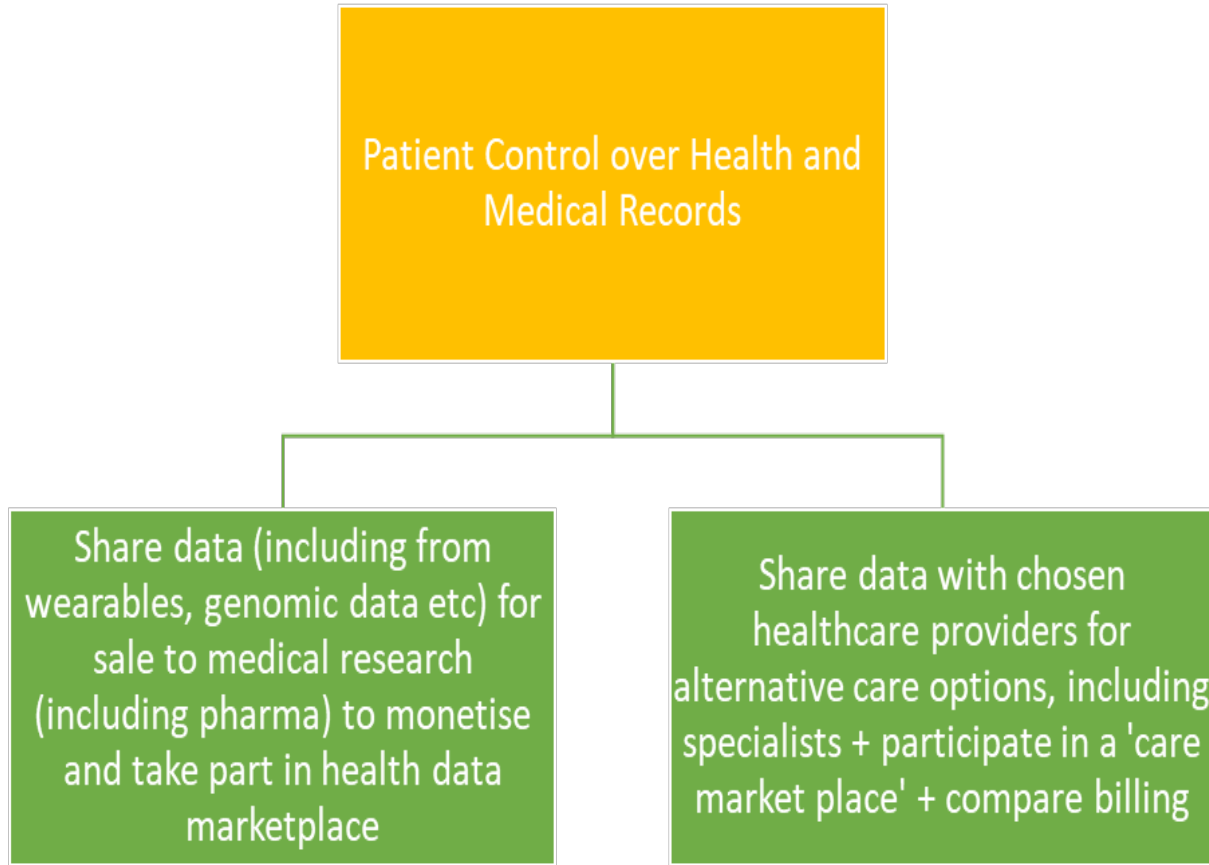 Patient Control over Health and
Medical Records
Share data (including from
wearables, genomic data etc) for
sale to medical research
(including pharma) to monetise
and take part in health data
marketplace
Share data with chosen
healthcare providers for
alternative care options, including
specialists + participate in a 'care
market place' + compare billing